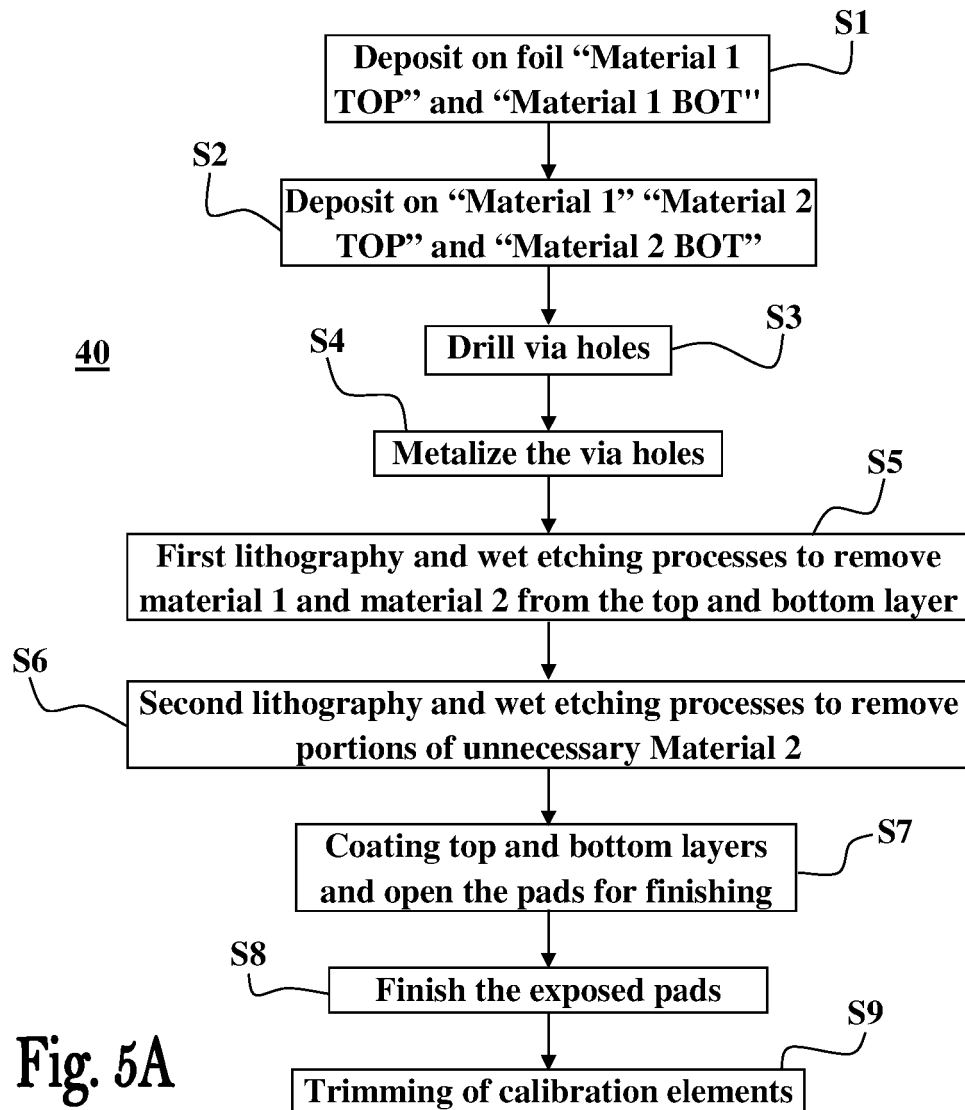 S1
Deposit on foil “Material 1
TOP” and “Material 1 BOT"
S2
Deposit on “Material 1” “Material 2
TOP” and “Material 2 BOT”
S3
Drill via holes
40
S4
Metalize the via holes
S5
First lithography and wet etching processes to remove
material 1 and material 2 from the top and bottom layer
S6
Second lithography and wet etching processes to remove
portions of unnecessary Material 2
S7
Coating top and bottom layers
and open the pads for finishing
S8
Finish the exposed pads
S9
Trimming of calibration elements
Fig. 5A